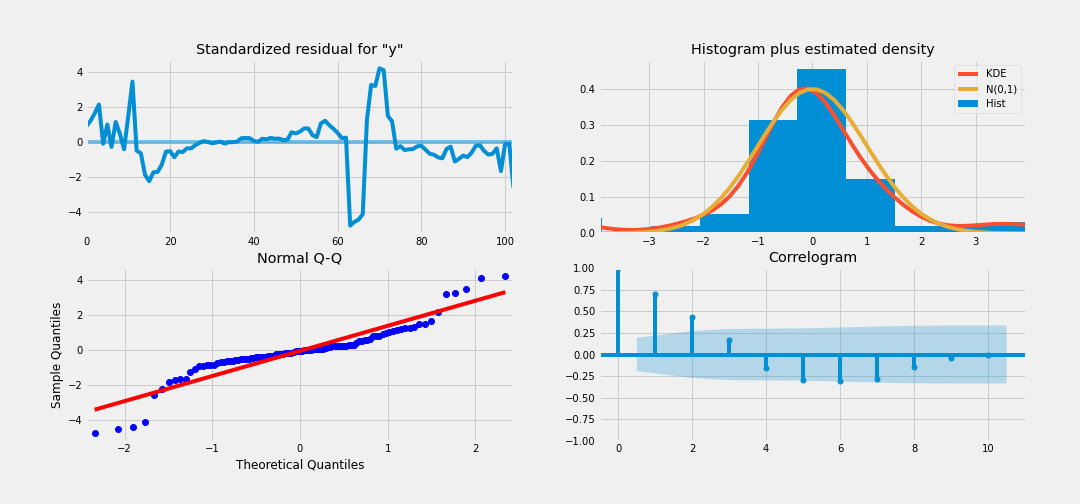 Standardized residual for "y"
4
2
0
−2
−4
0 20 40 60 80 100
Histogram plus estimated density
KDE
N(0,1)
Hist
0.4
0.3
0.2
0.1
0.0
−3 −2 −1 0 1 2 3
Normal Q-Q
Sample Quantiles
4
2
0
−2
−4
−2 −1 0 1 2
Theoretical Quantiles
Correlogram
1.00
0.75
0.50
0.25
0.00
−0.25
−0.50
−0.75
−1.00
0 2 4 6 8 10